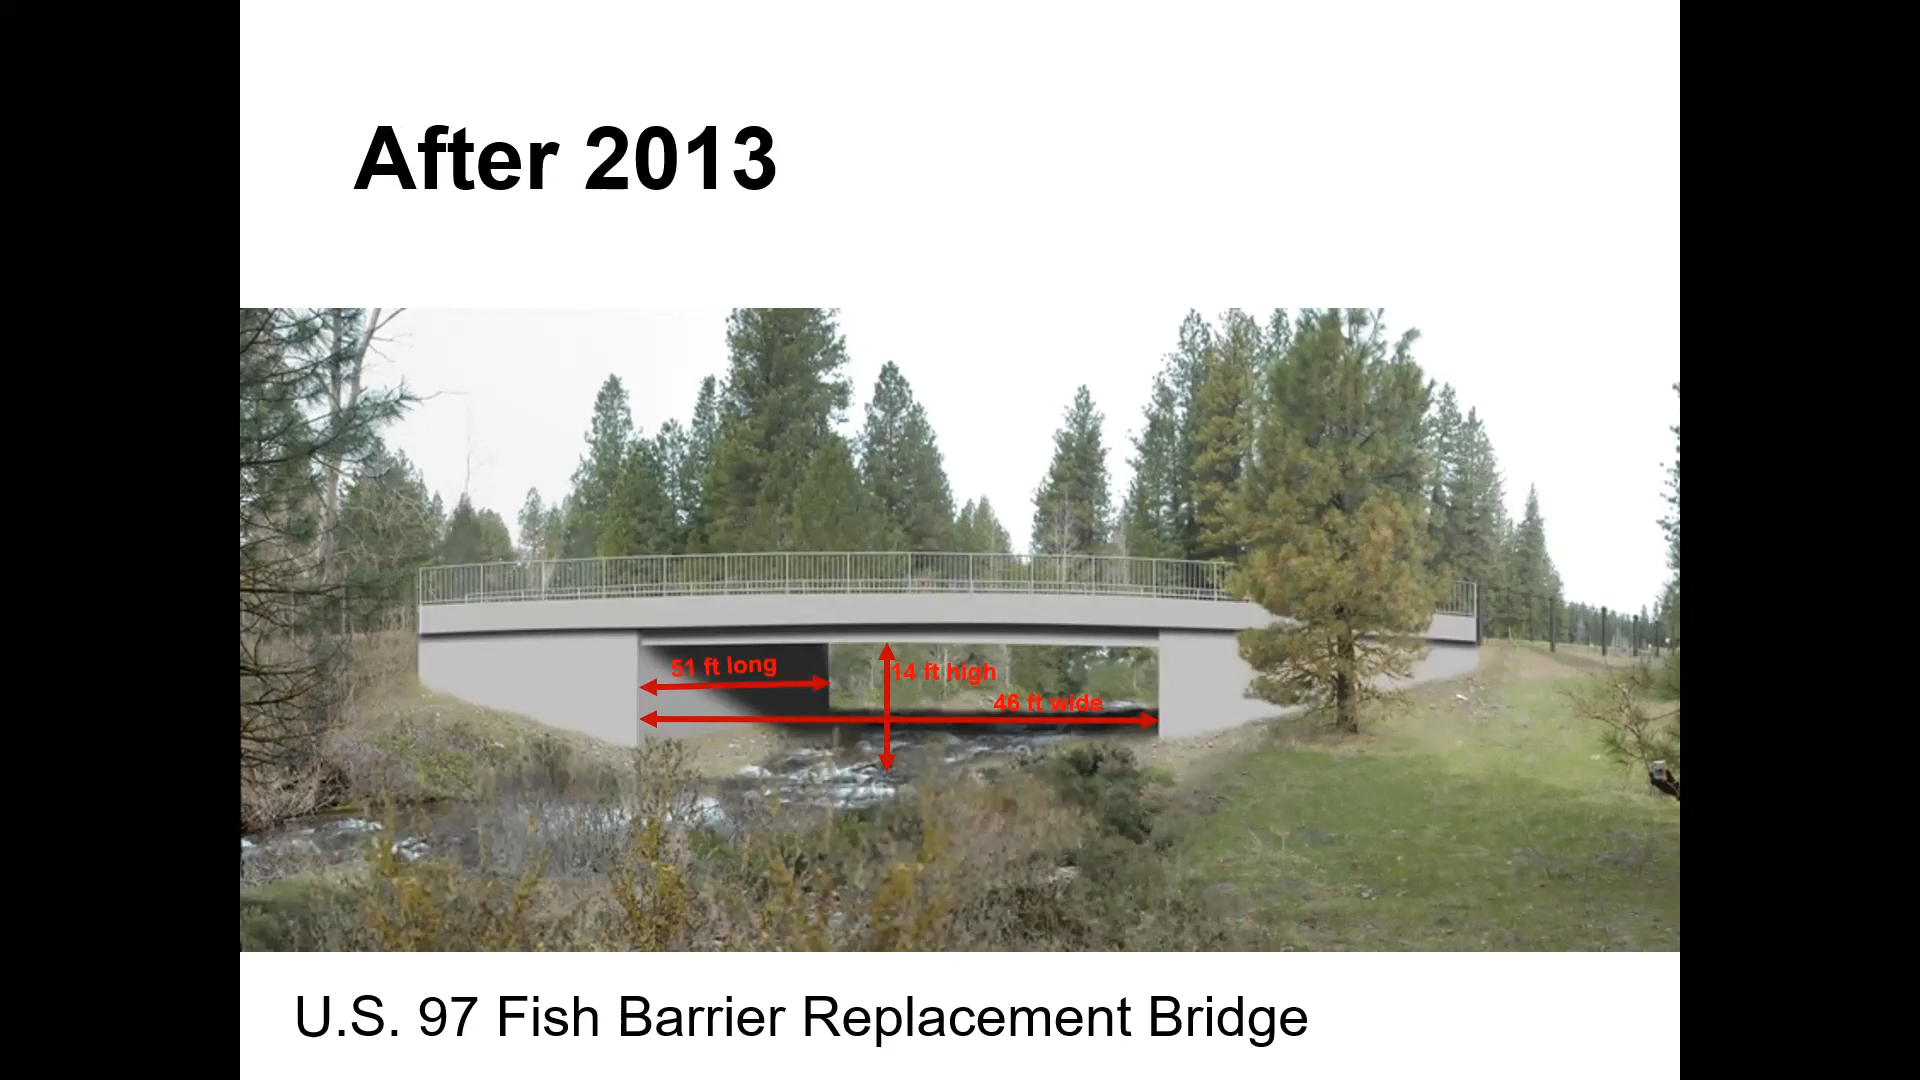 After 2013
51 ft long
14 ft high
46 ft wide
U.S. 97 Fish Barrier Replacement Bridge